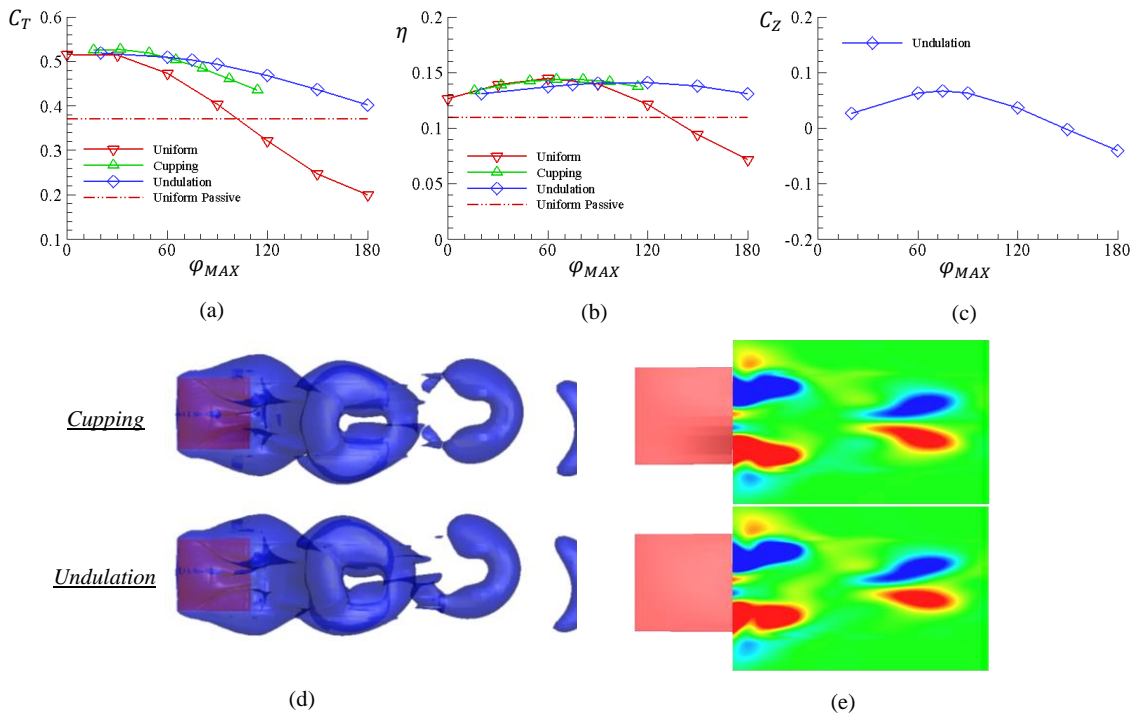 C_T
0.6
0.5
0.4
0.3
0.2
0.1
0 60 120 180
φ_MAX
Uniform
Cupping
Undulation
Uniform Passive
(a)
η
0.2
0.15
0.1
0.05
0
0 60 120 180
φ_MAX
Uniform
Cupping
Undulation
Uniform Passive
(b)
C_Z
0.2
0.1
0
-0.1
-0.2
0 60 120 180
φ_MAX
Undulation
(c)
Cupping
Undulation
(d)
(e)